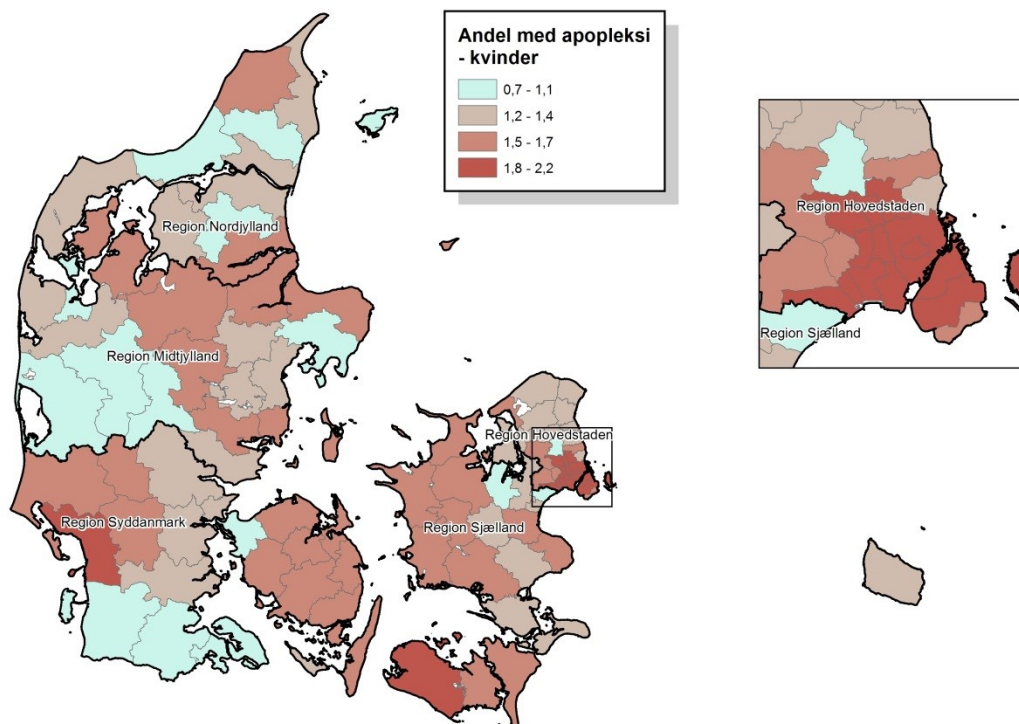 Andel med apopleksi
- kvinder
0,7 - 1,1
1,2 - 1,4
1,5 - 1,7
1,8 - 2,2
Region Nordjylland
Region Midtjylland
Region Syddanmark
Region Sjælland
Region Hovedstaden
Region Hovedstaden
Region Sjælland